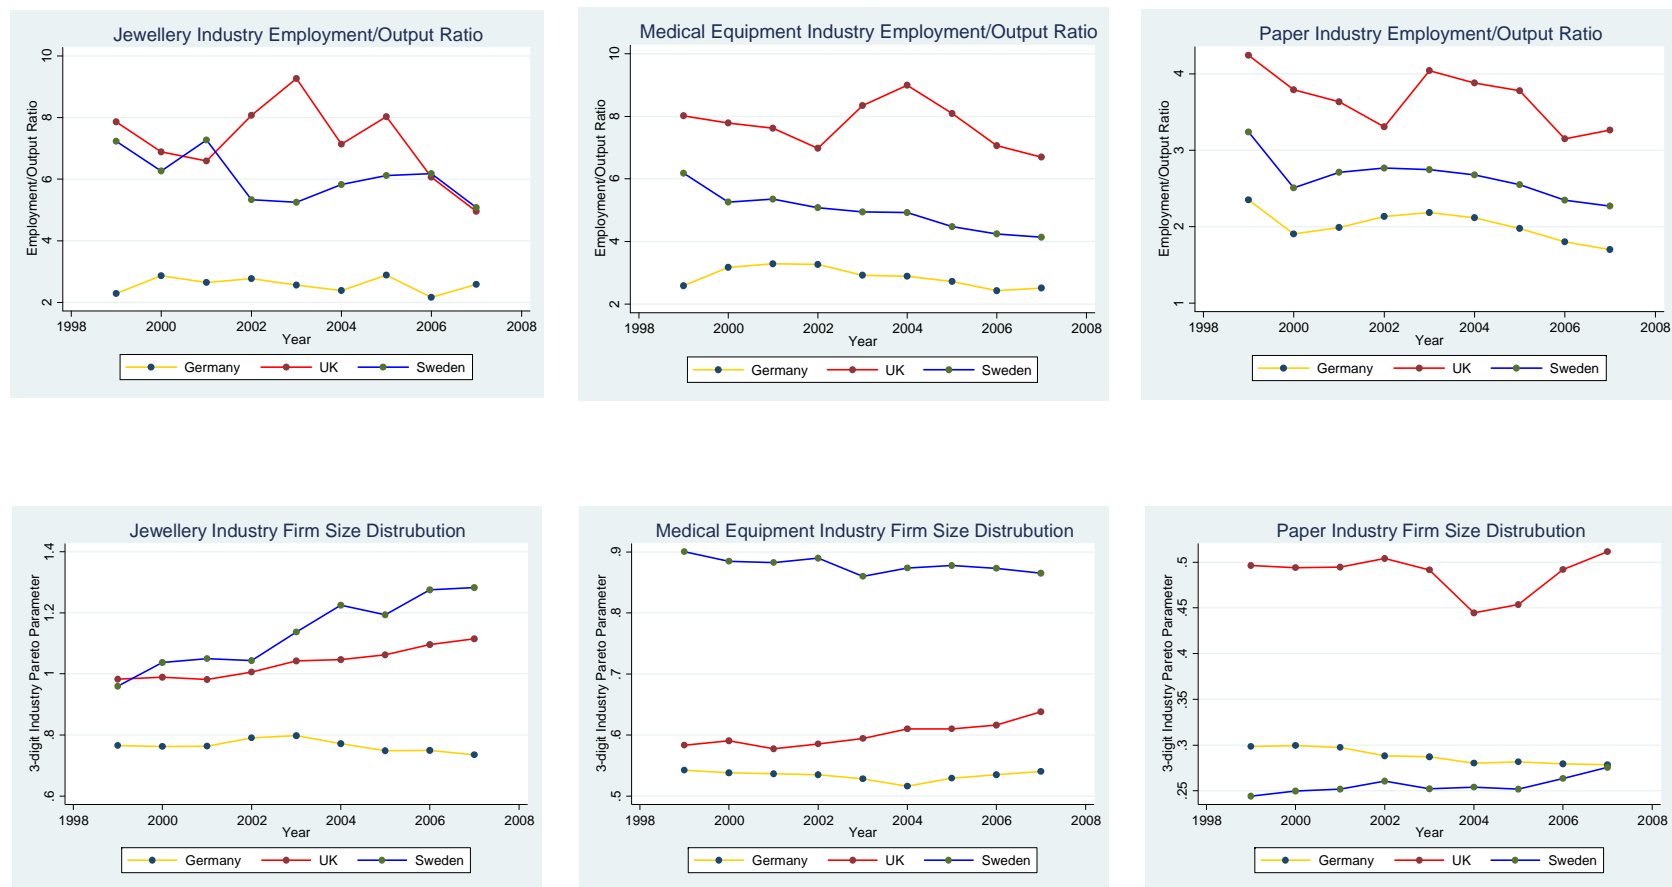 Jewellery Industry Employment/Output Ratio
Employment/Output Ratio
10
8
6
4
2
1998 2000 2002 2004 2006 2008
Year
Germany UK Sweden
Medical Equipment Industry Employment/Output Ratio
Employment/Output Ratio
10
8
6
4
2
1998 2000 2002 2004 2006 2008
Year
Germany UK Sweden
Paper Industry Employment/Output Ratio
Employment/Output Ratio
4
3
2
1
1998 2000 2002 2004 2006 2008
Year
Germany UK Sweden
Jewellery Industry Firm Size Distrubution
3-digit Industry Pareto Parameter
1.4
1.2
1
.8
.6
1998 2000 2002 2004 2006 2008
Year
Germany UK Sweden
Medical Equipment Industry Firm Size Distrubution
3-digit Industry Pareto Parameter
.9
.8
.7
.6
.5
1998 2000 2002 2004 2006 2008
Year
Germany UK Sweden
Paper Industry Firm Size Distrubution
3-digit Industry Pareto Parameter
.5
.45
.4
.35
.3
.25
1998 2000 2002 2004 2006 2008
Year
Germany UK Sweden